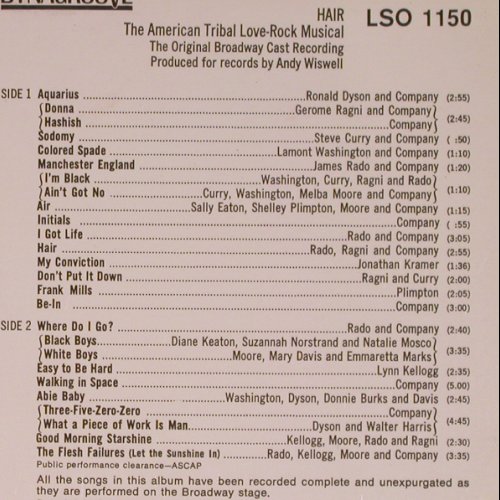 DYNAGROOVE
HAIR LSO 1150
The American Tribal Love-Rock Musical
The Original Broadway Cast Recording
Produced for records by Andy Wiswell
SIDE 1 Aquarius ........ Ronald Dyson and Company (2:55)
{Donna ........ Gerome Ragni and Company} (2:45)
{Hashish ........ Company}
Sodomy ........ Steve Curry and Company ( :50)
Colored Spade ........ Lamont Washington and Company (1:10)
Manchester England ........ James Rado and Company (1:20)
{I'm Black ........ Washington, Curry, Ragni and Rado} (1:10)
{Ain't Got No ........ Curry, Washington, Melba Moore and Company}
Air ........ Sally Eaton, Shelley Plimpton, Moore and Company (1:15)
Initials ........ Company ( :55)
I Got Life ........ Rado and Company (3:05)
Hair ........ Rado, Ragni and Company (2:55)
My Conviction ........ Jonathan Kramer (1:36)
Don't Put It Down ........ Ragni and Curry (2:00)
Frank Mills ........ Plimpton (2:05)
Be-In ........ Company (3:00)
SIDE 2 Where Do I Go? ........ Rado and Company (2:40)
{Black Boys ........ Diane Keaton, Suzannah Norstrand and Natalie Mosco} (3:35)
{White Boys ........ Moore, Mary Davis and Emmaretta Marks}
Easy to Be Hard ........ Lynn Kellogg (2:35)
Walking in Space ........ Company (5.00)
Abie Baby ........ Washington, Dyson, Donnie Burks and Davis (2:45)
{Three-Five-Zero-Zero ........ Company} (4:45)
{What a Piece of Work Is Man ........ Dyson and Walter Harris}
Good Morning Starshine ........ Kellogg, Moore, Rado and Ragni (2:30)
The Flesh Failures (Let the Sunshine In) ........ Rado, Kellogg, Moore and Company (3:35)
Public performance clearance—ASCAP
All the songs in this album have been recorded complete and unexpurgated as
they are performed on the Broadway stage.